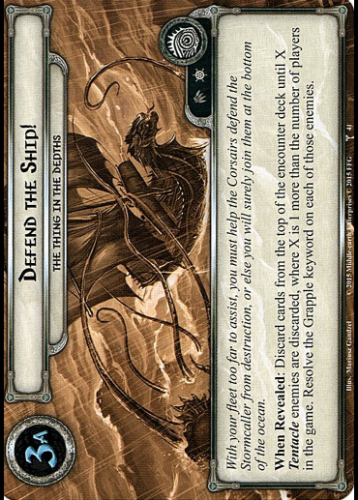 3A
DEFEND THE SHIP!
THE THING IN THE DEPTHS
With your fleet too far to assist, you must help the Corsairs defend the
Stormcaller from destruction, or else you will surely join them at the bottom
of the ocean.
When Revealed: Discard cards from the top of the encounter deck until X
Tentacle enemies are discarded, where X is 1 more than the number of players
in the game. Resolve the Grapple keyword on each of those enemies.
Illus. Mariusz Gandzel © 2015 Middle-earth Enterprises © 2015 FFG 41